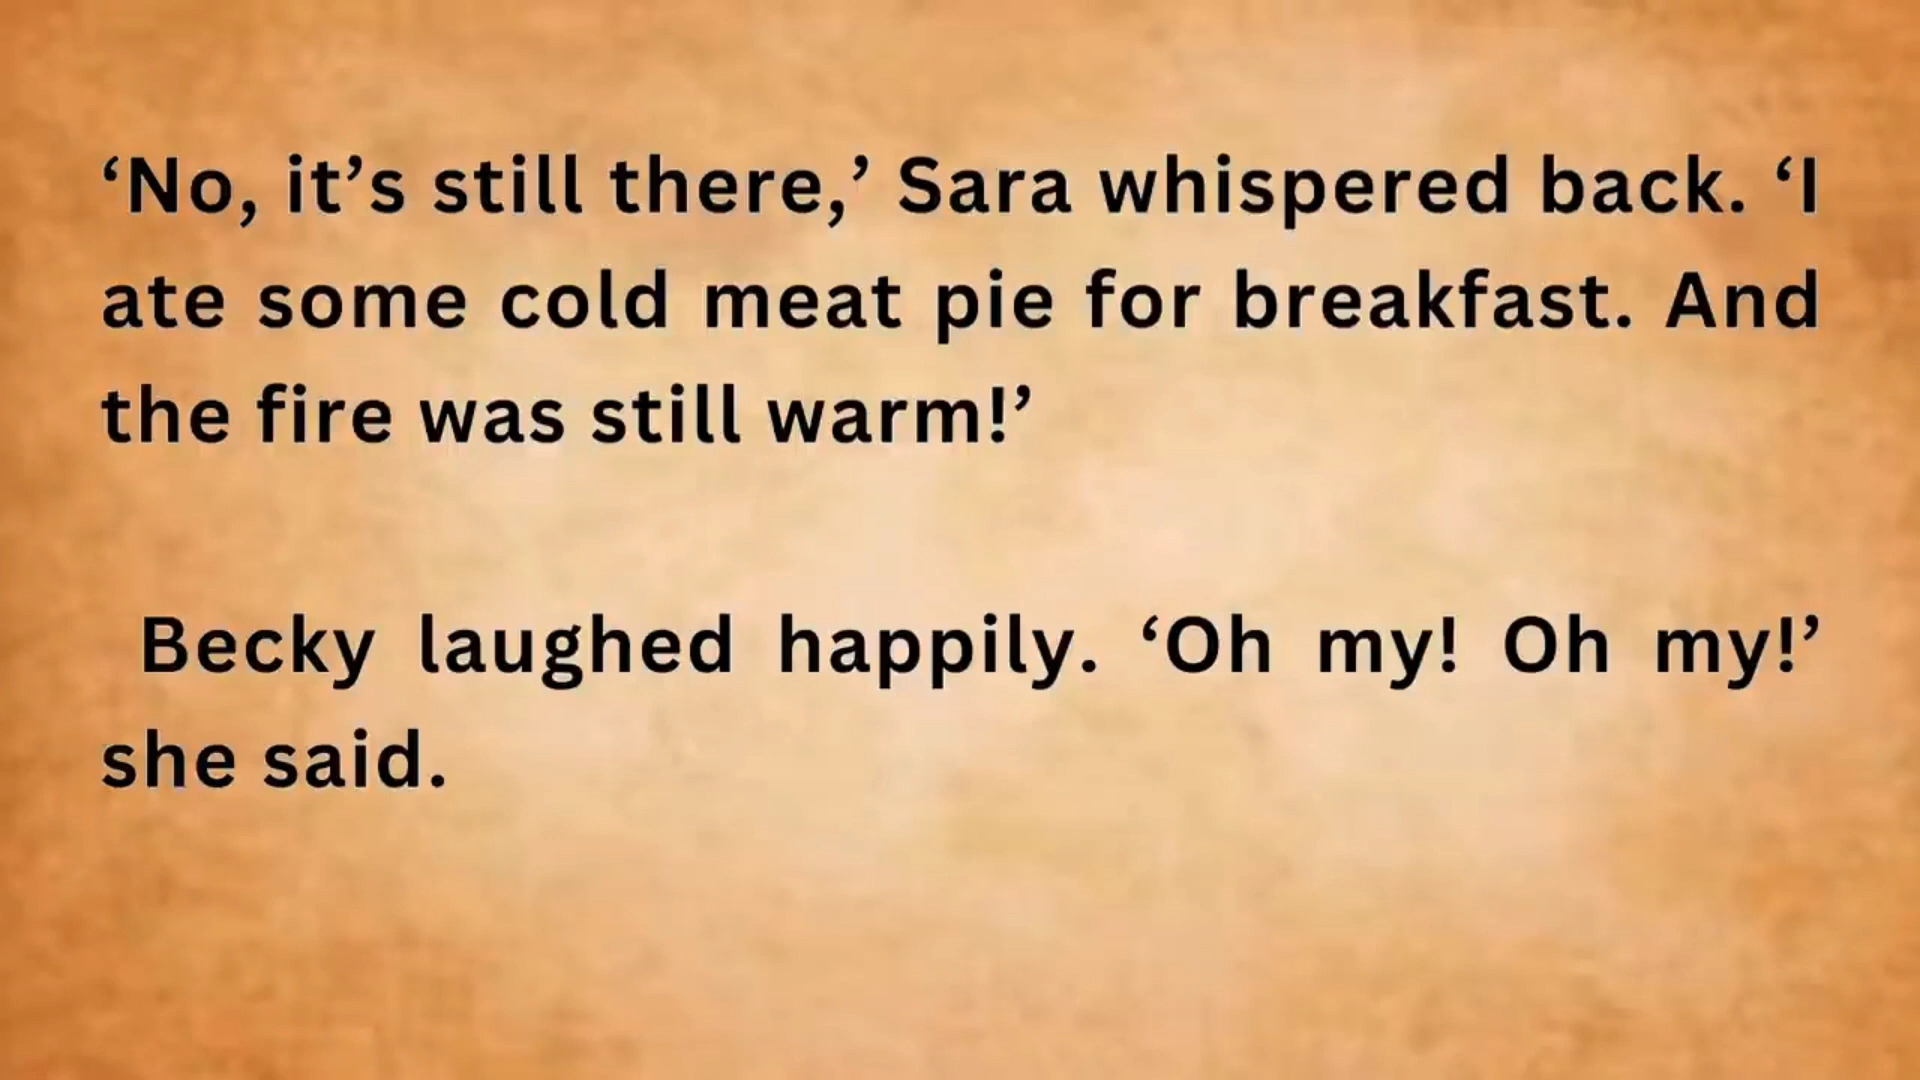 ‘No, it’s still there,’ Sara whispered back. ‘I
ate some cold meat pie for breakfast. And
the fire was still warm!’
Becky laughed happily. ‘Oh my! Oh my!’
she said.